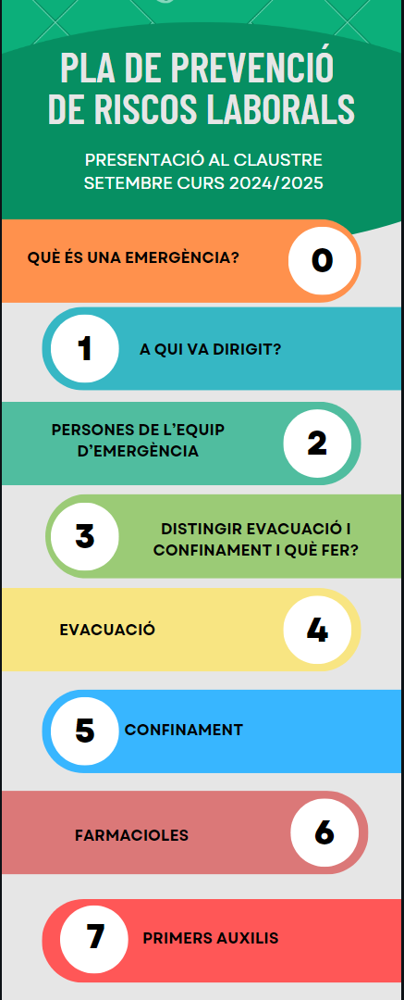 PLA DE PREVENCIÓ
DE RISCOS LABORALS
PRESENTACIÓ AL CLAUSTRE
SETEMBRE CURS 2024/2025
QUÈ ÉS UNA EMERGÈNCIA?
0
1
A QUI VA DIRIGIT?
PERSONES DE L’EQUIP
D’EMERGÈNCIA
2
3
DISTINGIR EVACUACIÓ I
CONFINAMENT I QUÈ FER?
EVACUACIÓ
4
5
CONFINAMENT
FARMACIOLES
6
7
PRIMERS AUXILIS